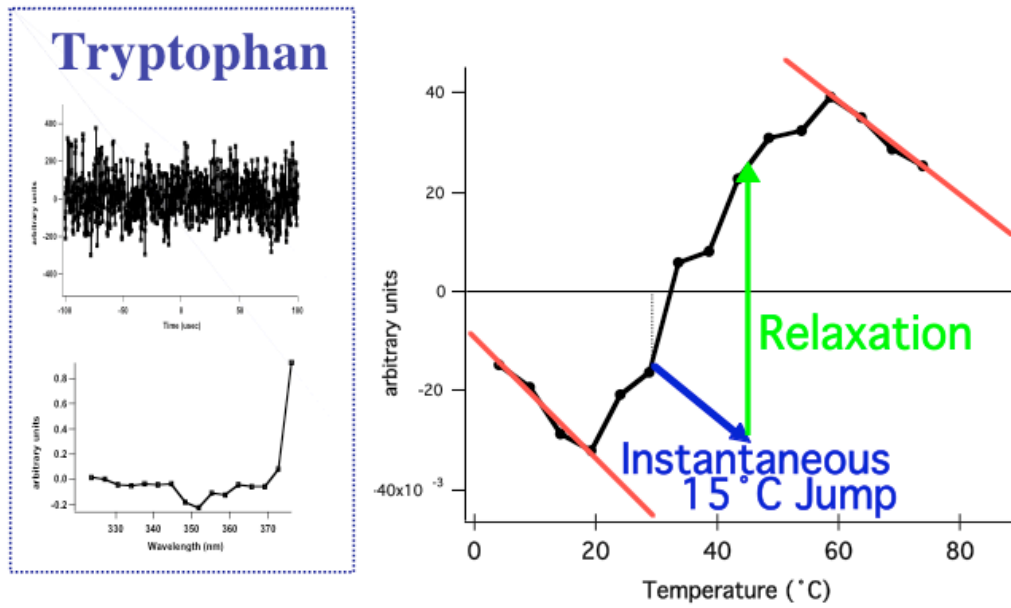 Tryptophan
400
200
0
-200
-400
arbitrary units
-100
-50
0
50
100
Time (usec)
0.8
0.6
0.4
0.2
0.0
-0.2
arbitrary units
330
340
350
360
370
Wavelength (nm)
40
20
0
-20
-40x10 -3
arbitrary units
Relaxation
Instantaneous
15˚C Jump
0
20
40
60
80
Temperature (˚C)